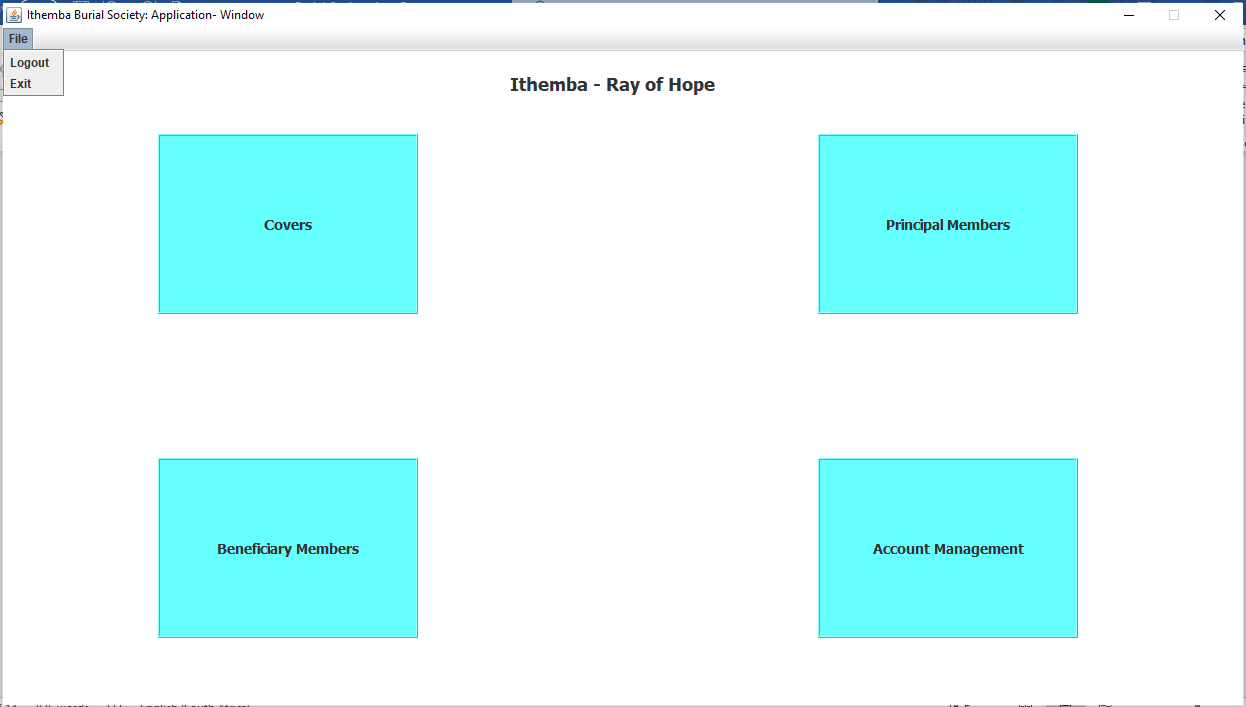 Ithemba Burial Society: Application- Window
File
Logout
Exit
Ithemba - Ray of Hope
Covers
Principal Members
Beneficiary Members
Account Management